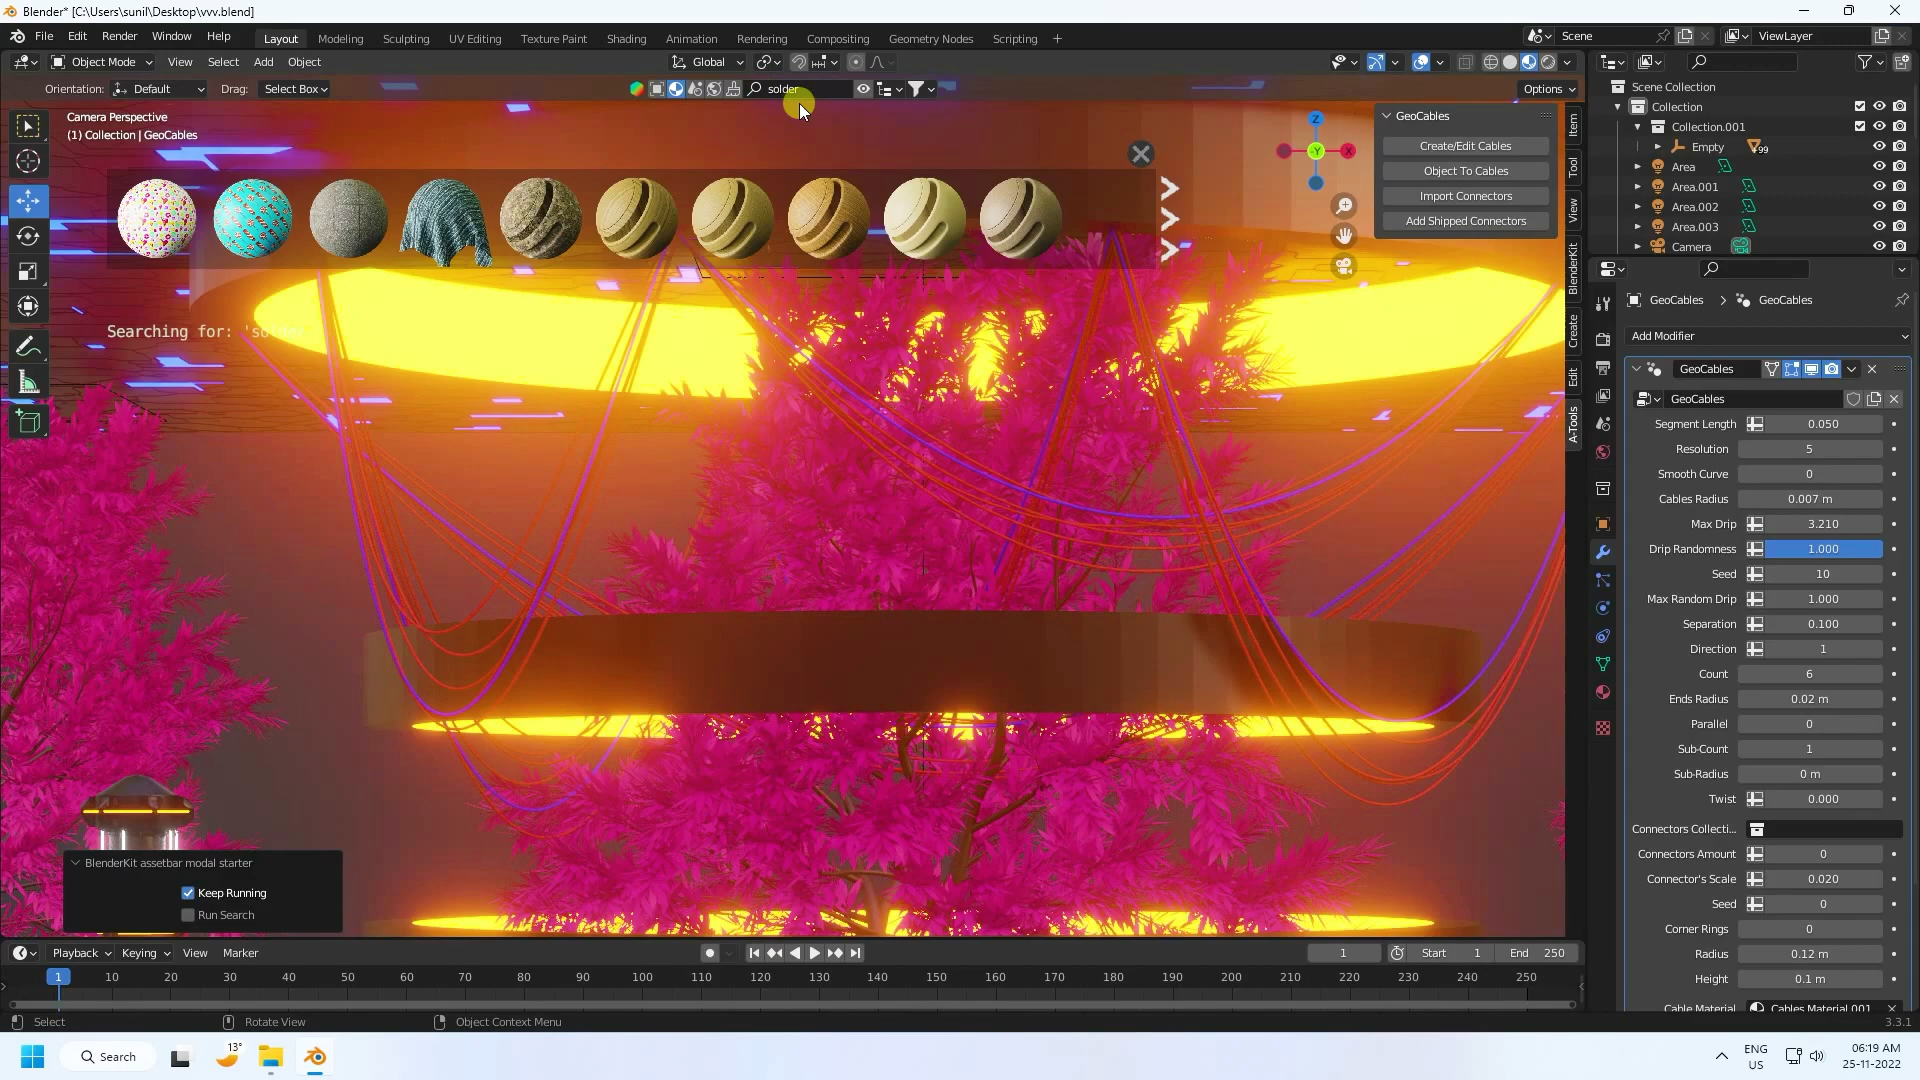 Blender* [C:\Users\sunil\Desktop\vvv.blend]
File Edit Render Window Help Layout Modeling Sculpting UV Editing Texture Paint Shading Animation Rendering Compositing Geometry Nodes Scripting + Scene ViewLayer
Object Mode View Select Add Object Global
Orientation: Default Drag: Select Box solder Options
Camera Perspective
(1) Collection | GeoCables
Searching for: 'solder
Z
-Y
X
GeoCables
Create/Edit Cables
Object To Cables
Import Connectors
Add Shipped Connectors
Item
Tool
View
BlenderKit
Create
Edit
A-Tools
Scene Collection
Collection
Collection.001
Empty 99
Area
Area.001
Area.002
Area.003
Camera
GeoCables GeoCables
Add Modifier
GeoCables
GeoCables
Segment Length 0.050
Resolution 5
Smooth Curve 0
Cables Radius 0.007 m
Max Drip 3.210
Drip Randomness 1.000
Seed 10
Max Random Drip 1.000
Separation 0.100
Direction 1
Count 6
Ends Radius 0.02 m
Parallel 0
Sub-Count 1
Sub-Radius 0 m
Twist 0.000
Connectors Collecti...
Connectors Amount 0
Connector's Scale 0.020
Seed 0
Corner Rings 0
Radius 0.12 m
Height 0.1 m
Cable Material Cables Material.001
BlenderKit assetbar modal starter
Keep Running
Run Search
Playback Keying View Marker 1 Start 1 End 250
1 10 20 30 40 50 60 70 80 90 100 110 120 130 140 150 160 170 180 190 200 210 220 230 240 250
Select Rotate View Object Context Menu 3.3.1
Search 13°
ENG
US
06:19 AM
25-11-2022